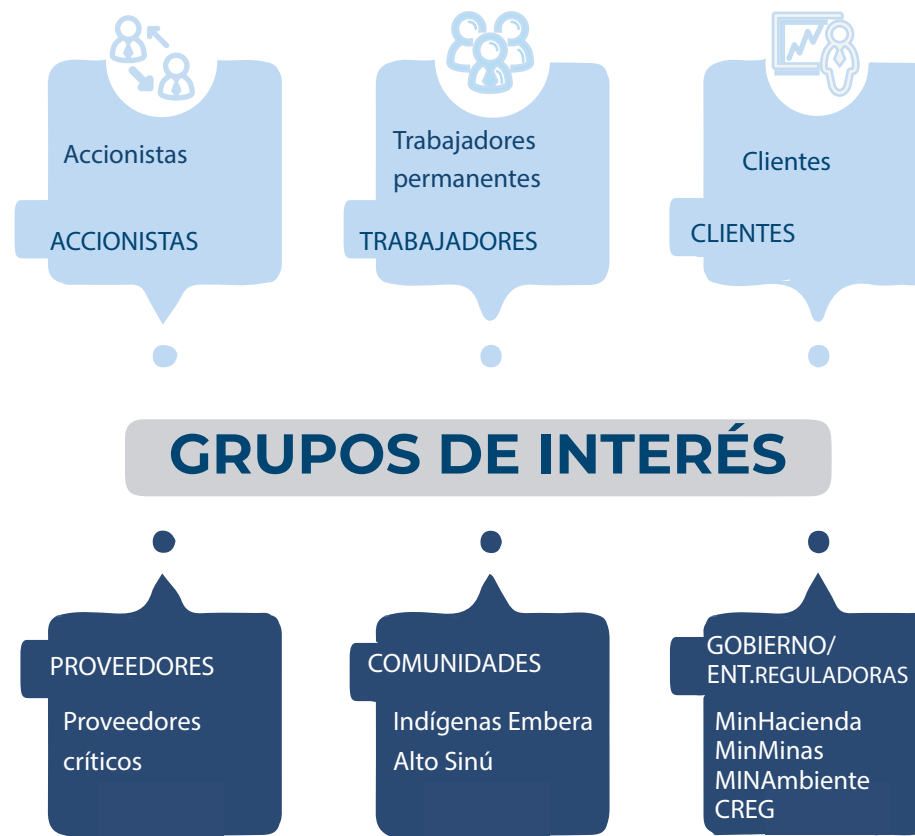 Accionistas
ACCIONISTAS
Trabajadores
permanentes
TRABAJADORES
Clientes
CLIENTES
GRUPOS DE INTERÉS
PROVEEDORES
Proveedores
críticos
COMUNIDADES
Indígenas Embera
Alto Sinú
GOBIERNO/
ENT.REGULADORAS
MinHacienda
MinMinas
MINAmbiente
CREG